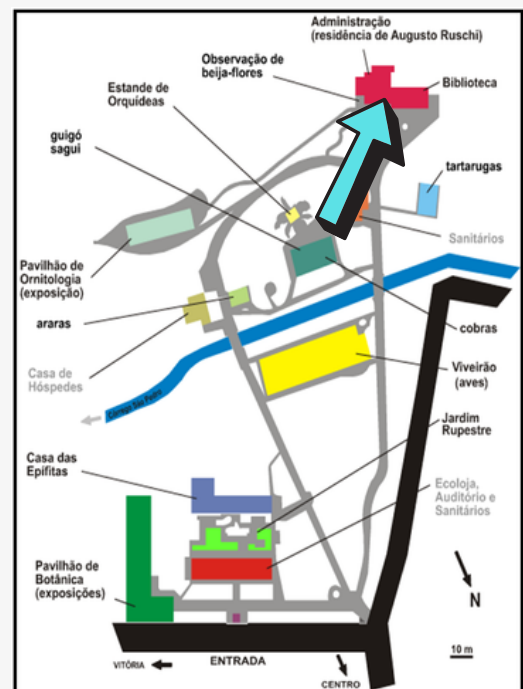 Administração
(residência de Augusto Ruschi)
Observação de
beija-flores
Biblioteca
Estande de
Orquídeas
guigó
sagui
tartarugas
Sanitários
Pavilhão de
Ornitologia
(exposição)
araras
cobras
Casa de
Hóspedes
Viveirão
(aves)
Córrego São Pedro
Jardim
Rupestre
Casa das
Epífitas
Ecoloja,
Auditório e
Sanitários
Pavilhão de
Botânica
(exposições)
N
10 m
VITÓRIA
ENTRADA
CENTRO